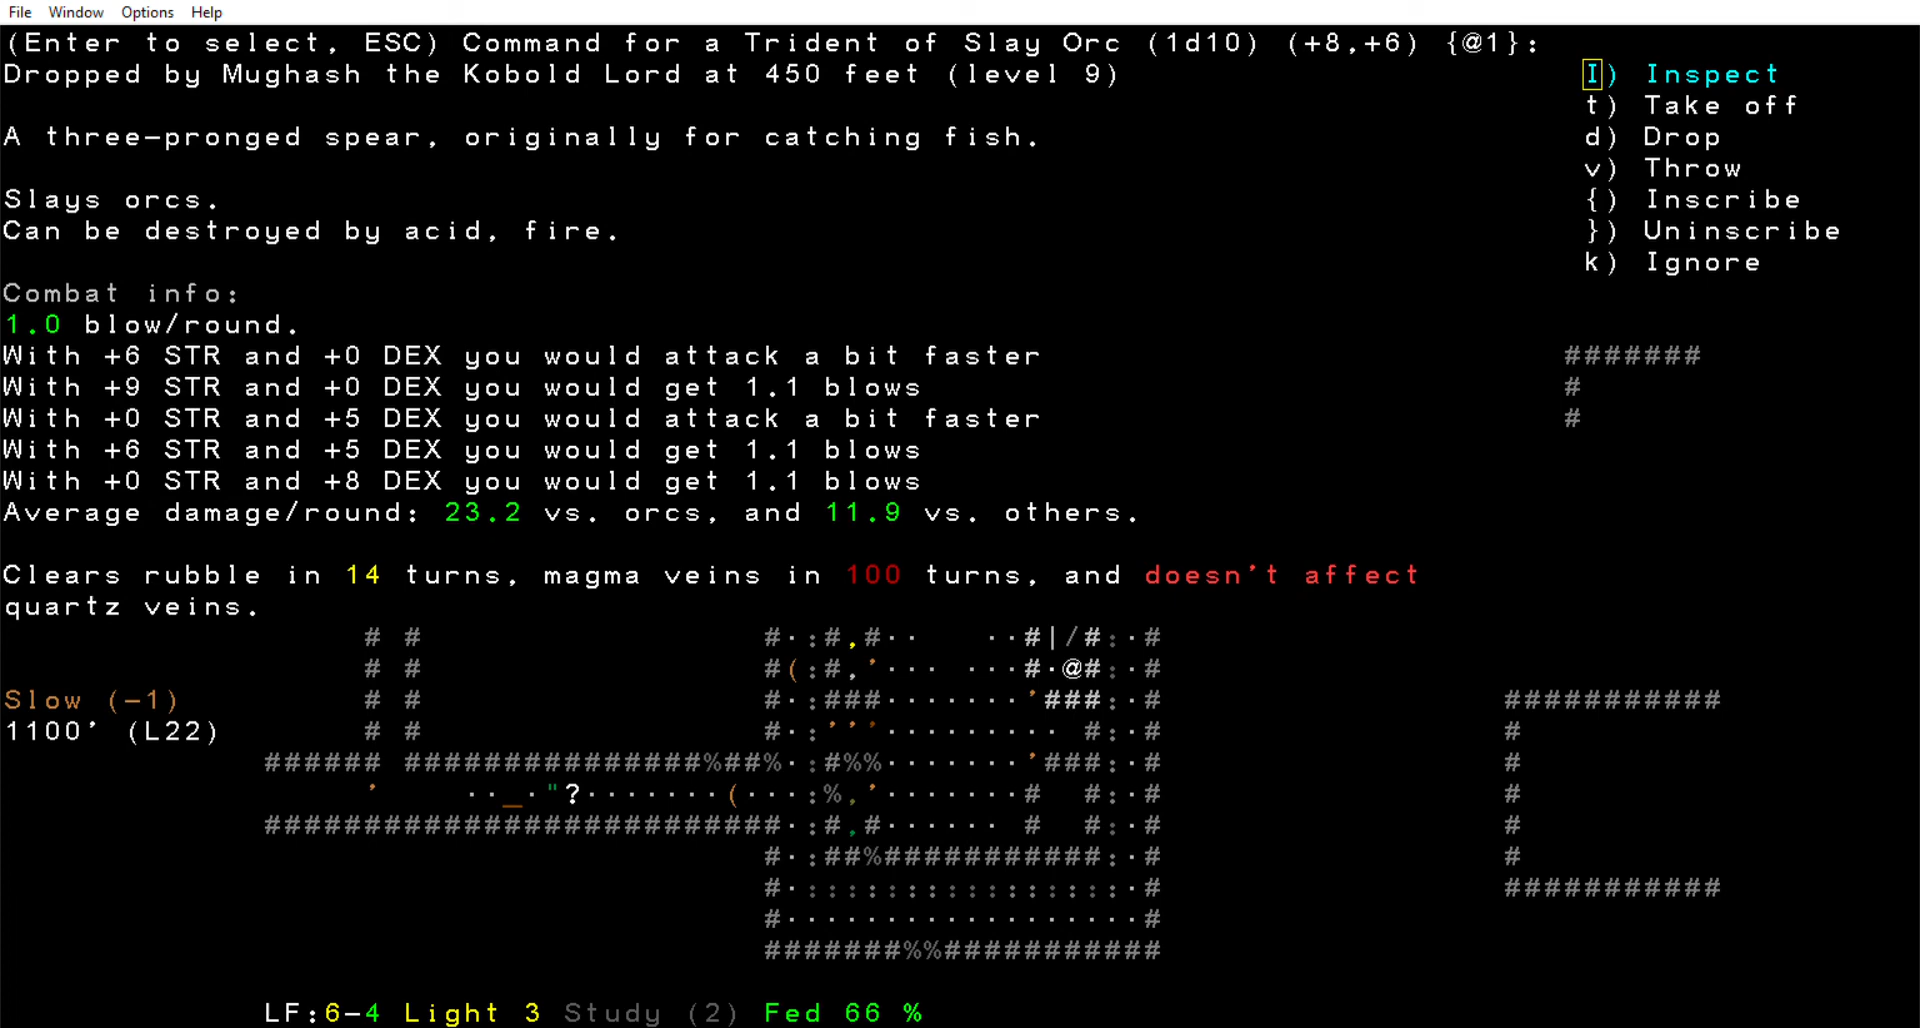 File Window Options Help
(Enter to select, ESC) Command for a Trident of Slay Orc (1d10) (+8,+6) {@1}:
Dropped by Mughash the Kobold Lord at 450 feet (level 9)
I) Inspect
t) Take off
A three-pronged spear, originally for catching fish.
d) Drop
v) Throw
Slays orcs.
{) Inscribe
Can be destroyed by acid, fire.
}) Uninscribe
k) Ignore
Combat info:
1.0 blow/round.
With +6 STR and +0 DEX you would attack a bit faster
With +9 STR and +0 DEX you would get 1.1 blows
With +0 STR and +5 DEX you would attack a bit faster
With +6 STR and +5 DEX you would get 1.1 blows
With +0 STR and +8 DEX you would get 1.1 blows
Average damage/round: 23.2 vs. orcs, and 11.9 vs. others.
Clears rubble in 14 turns, magma veins in 100 turns, and doesn't affect
quartz veins.
Slow (-1)
1100' (L22)
LF:6-4 Light 3 Study (2) Fed 66 %